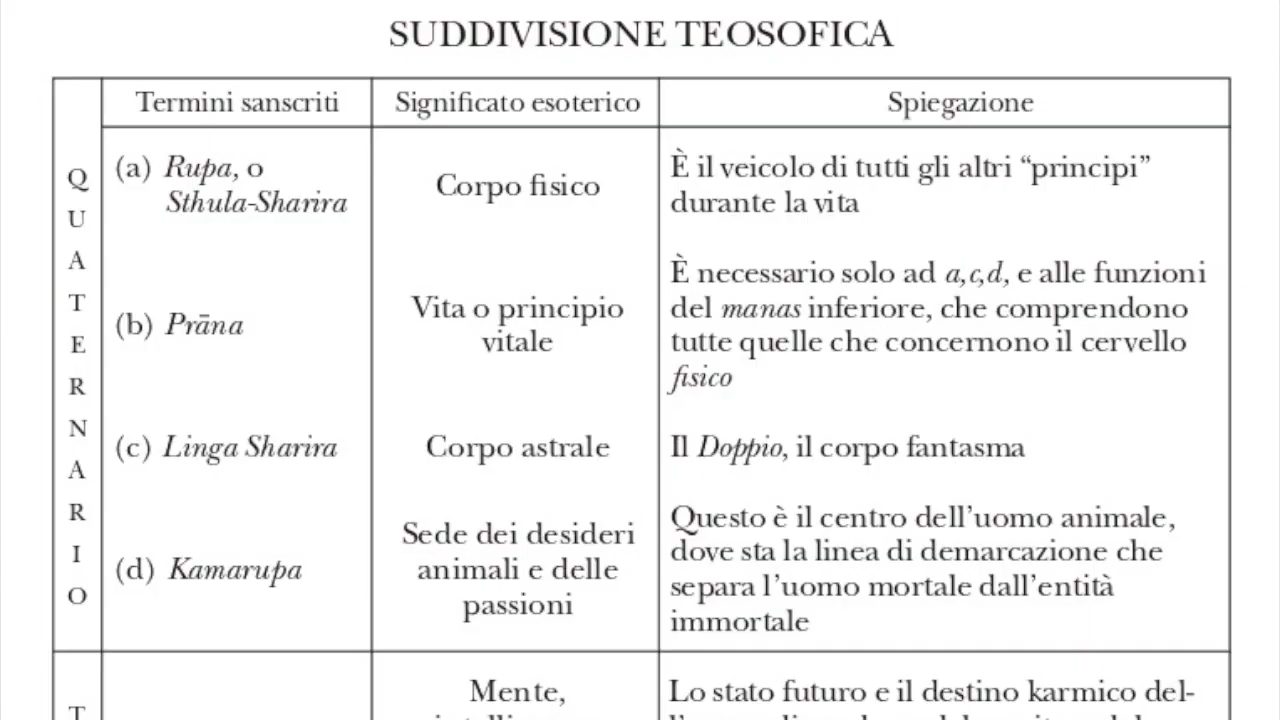 SUDDIVISIONE TEOSOFICA
Termini sanscriti
Significato esoterico
Spiegazione
QUATERNARIO
(a) Rupa, o
Sthula-Sharira
Corpo fisico
È il veicolo di tutti gli altri “principi”
durante la vita
(b) Prāna
Vita o principio
vitale
È necessario solo ad a,c,d, e alle funzioni
del manas inferiore, che comprendono
tutte quelle che concernono il cervello
fisico
(c) Linga Sharira
Corpo astrale
Il Doppio, il corpo fantasma
(d) Kamarupa
Sede dei desideri
animali e delle
passioni
Questo è il centro dell’uomo animale,
dove sta la linea di demarcazione che
separa l’uomo mortale dall’entità
immortale
T
Mente,
Lo stato futuro e il destino karmico del-